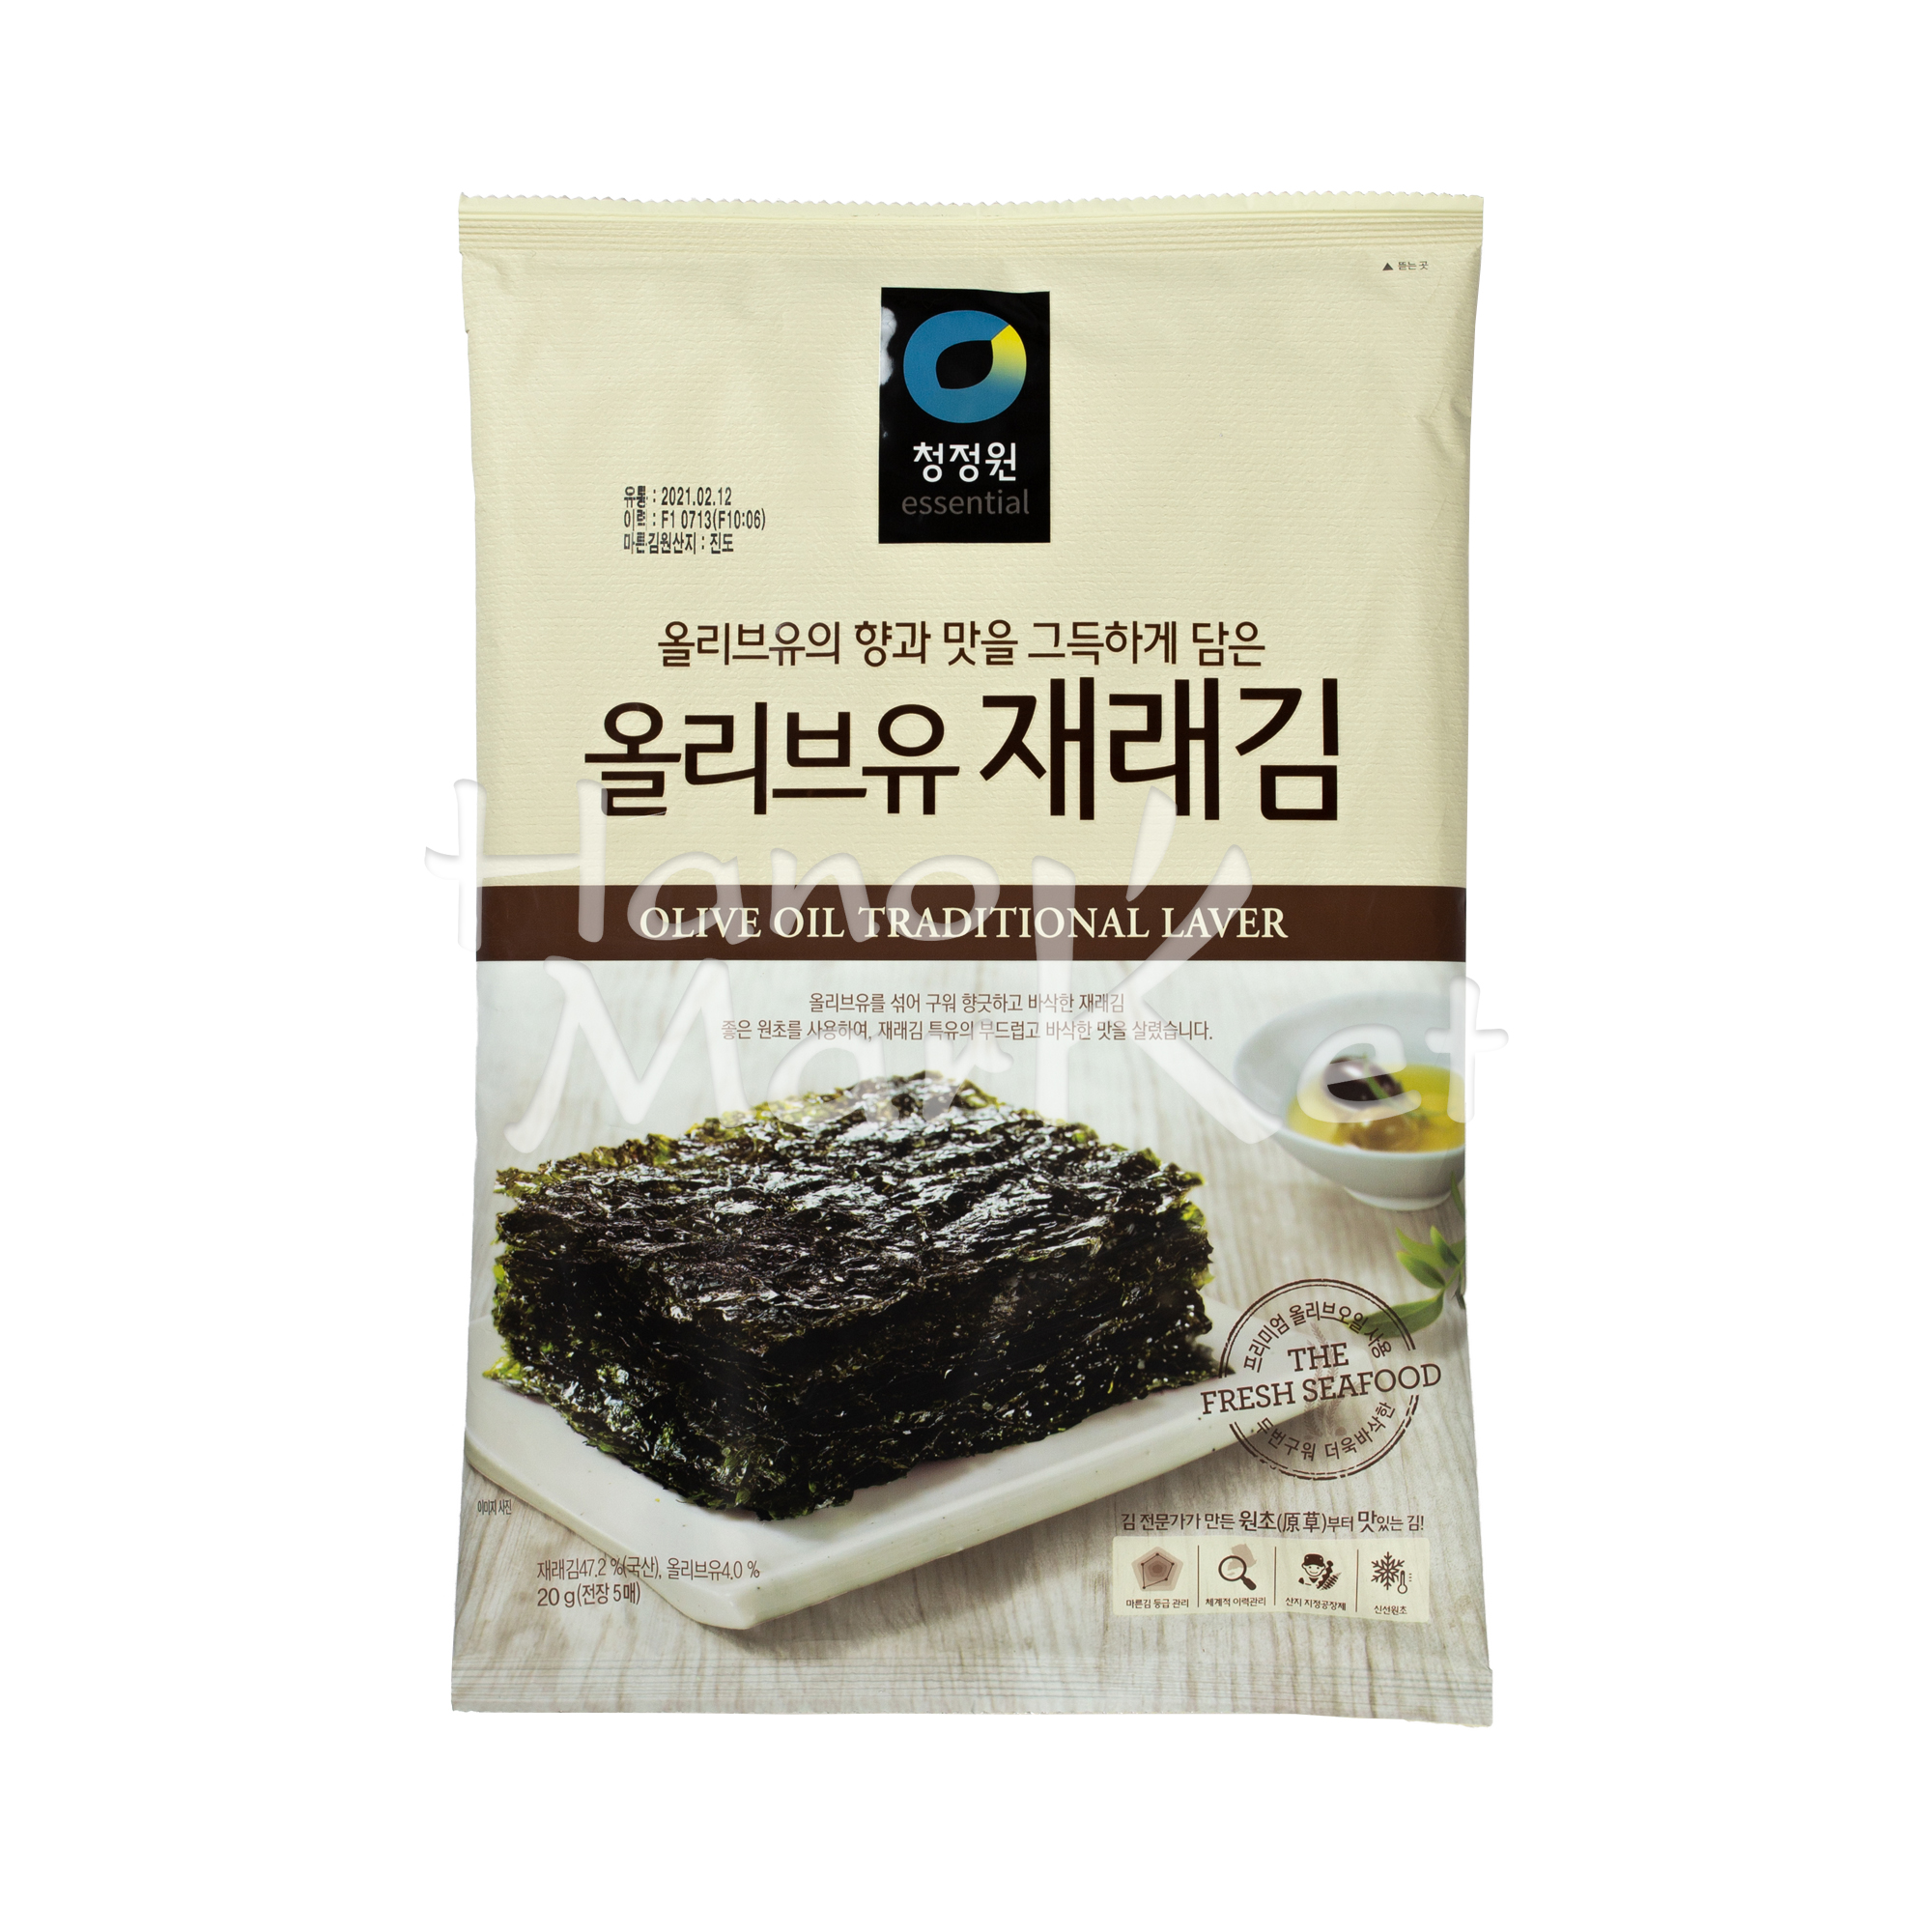 ▲ 뜯는 곳
청정원
essential
유통 : 2021.02.12
이력 : F1 0713(F10:06)
마른김원산지 : 진도
올리브유의 향과 맛을 그득하게 담은
올리브유 재래김
OLIVE OIL TRADITIONAL LAVER
Hanok Market
올리브유를 섞어 구워 향긋하고 바삭한 재래김
좋은 원초를 사용하여, 재래김 특유의 부드럽고 바삭한 맛을 살렸습니다.
프리미엄 올리브오일 사용
THE
FRESH SEAFOOD
두번구워 더욱바삭한
이미지 사진
김 전문가가 만든 원초(原草)부터 맛있는 김!
재래김47.2 %(국산), 올리브유4.0 %
20 g(전장 5매)
마른김 등급 관리
체계적 이력관리
산지 지정공장제
신선원초